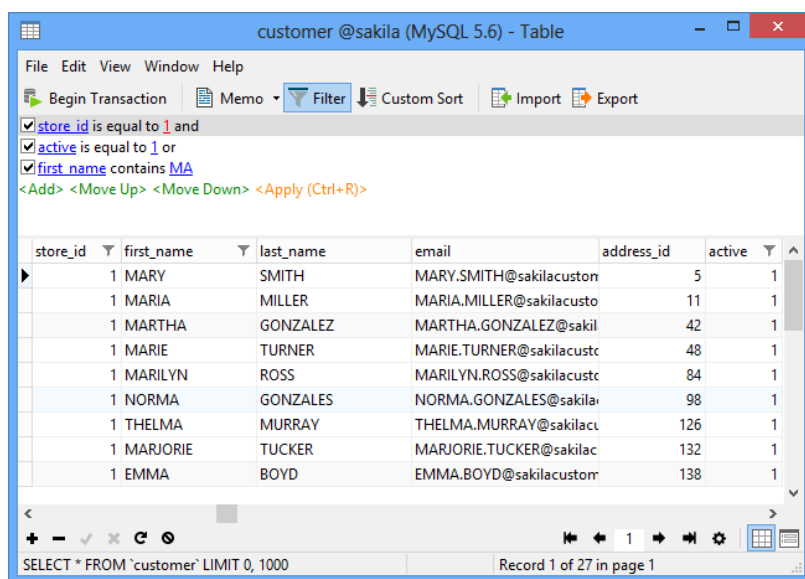 customer @sakila (MySQL 5.6) - Table
File Edit View Window Help
Begin Transaction Memo Filter Custom Sort Import Export
store_id is equal to 1 and
active is equal to 1 or
first_name contains MA
<Add> <Move Up> <Move Down> <Apply (Ctrl+R)>
store_id first_name last_name email address_id active
1 MARY SMITH MARY.SMITH@sakilacustom 5 1
1 MARIA MILLER MARIA.MILLER@sakilacusto 11 1
1 MARTHA GONZALEZ MARTHA.GONZALEZ@sakil 42 1
1 MARIE TURNER MARIE.TURNER@sakilacustc 48 1
1 MARILYN ROSS MARILYN.ROSS@sakilacustc 84 1
1 NORMA GONZALES NORMA.GONZALES@sakila 98 1
1 THELMA MURRAY THELMA.MURRAY@sakilacu 126 1
1 MARJORIE TUCKER MARJORIE.TUCKER@sakilac 132 1
1 EMMA BOYD EMMA.BOYD@sakilacustom 138 1
1
SELECT * FROM `customer` LIMIT 0, 1000 Record 1 of 27 in page 1